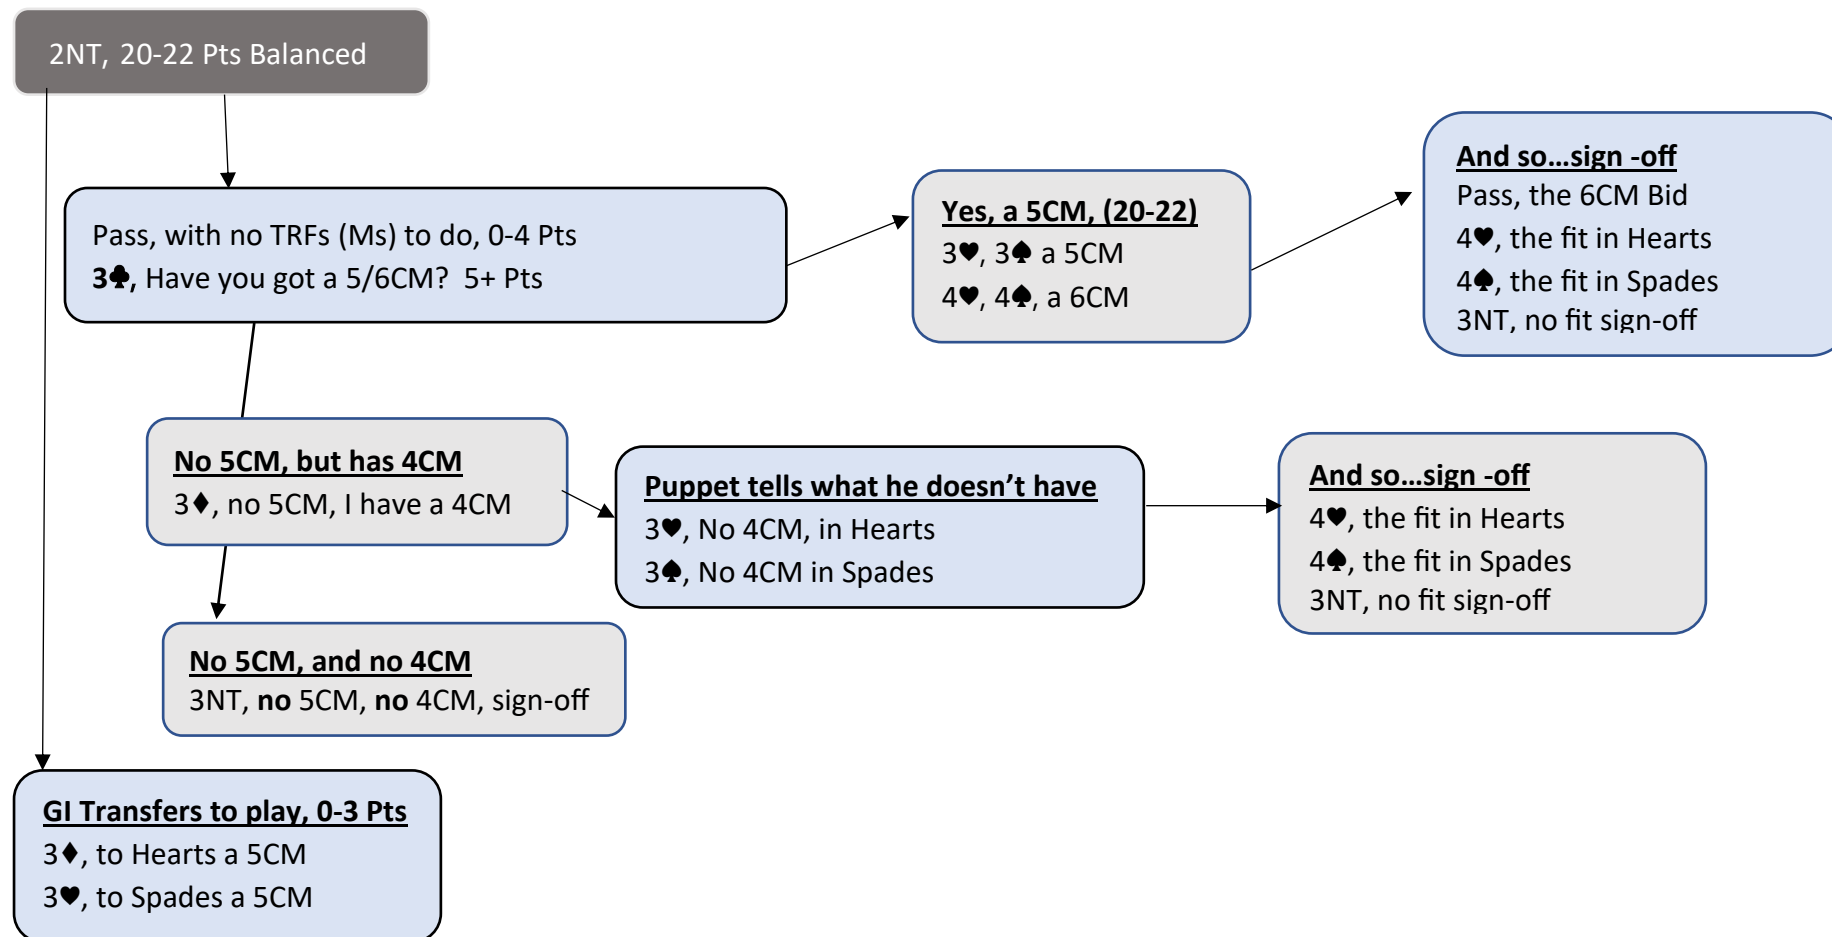 2NT, 20-22 Pts Balanced
Pass, with no TRFs (Ms) to do, 0-4 Pts
3♣, Have you got a 5/6CM? 5+ Pts
Yes, a 5CM, (20-22)
3♥, 3♠ a 5CM
4♥, 4♠, a 6CM
And so...sign -off
Pass, the 6CM Bid
4♥, the fit in Hearts
4♠, the fit in Spades
3NT, no fit sign-off
No 5CM, but has 4CM
3♦, no 5CM, I have a 4CM
Puppet tells what he doesn’t have
3♥, No 4CM, in Hearts
3♠, No 4CM in Spades
And so...sign -off
4♥, the fit in Hearts
4♠, the fit in Spades
3NT, no fit sign-off
No 5CM, and no 4CM
3NT, no 5CM, no 4CM, sign-off
GI Transfers to play, 0-3 Pts
3♦, to Hearts a 5CM
3♥, to Spades a 5CM